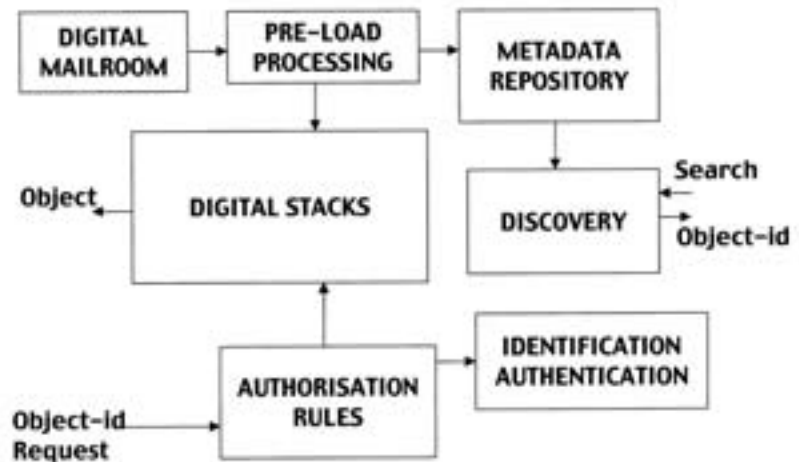 DIGITAL
MAILROOM
PRE-LOAD
PROCESSING
METADATA
REPOSITORY
Object
DIGITAL STACKS
DISCOVERY
Search
Object-id
IDENTIFICATION
AUTHENTICATION
AUTHORISATION
RULES
Object-id
Request